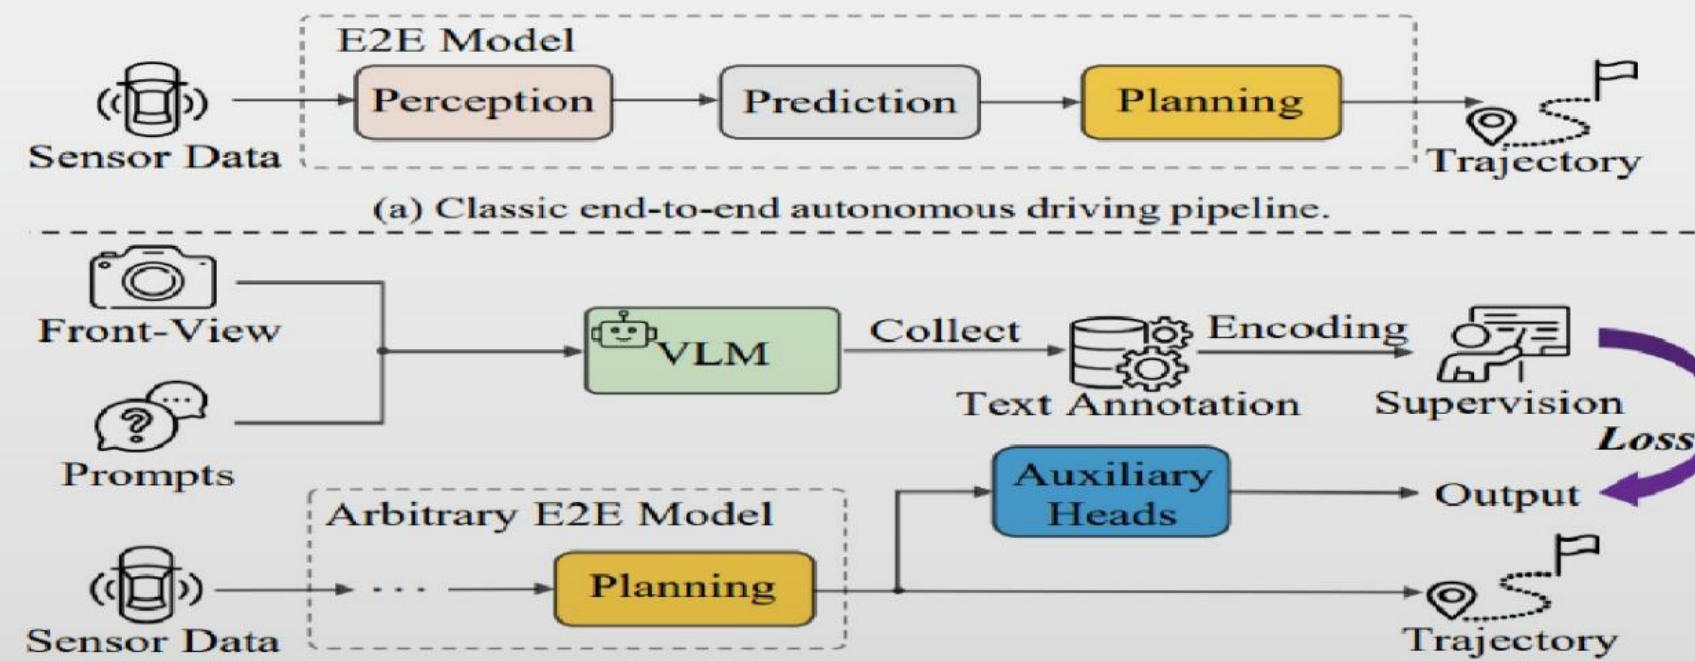 E2E Model
Perception
Prediction
Planning
Sensor Data
Trajectory
(a) Classic end-to-end autonomous driving pipeline.
Front-View
VLM
Collect
Encoding
Text Annotation
Supervision
Loss
Prompts
Auxiliary
Heads
Output
Arbitrary E2E Model
...
Planning
Sensor Data
Trajectory